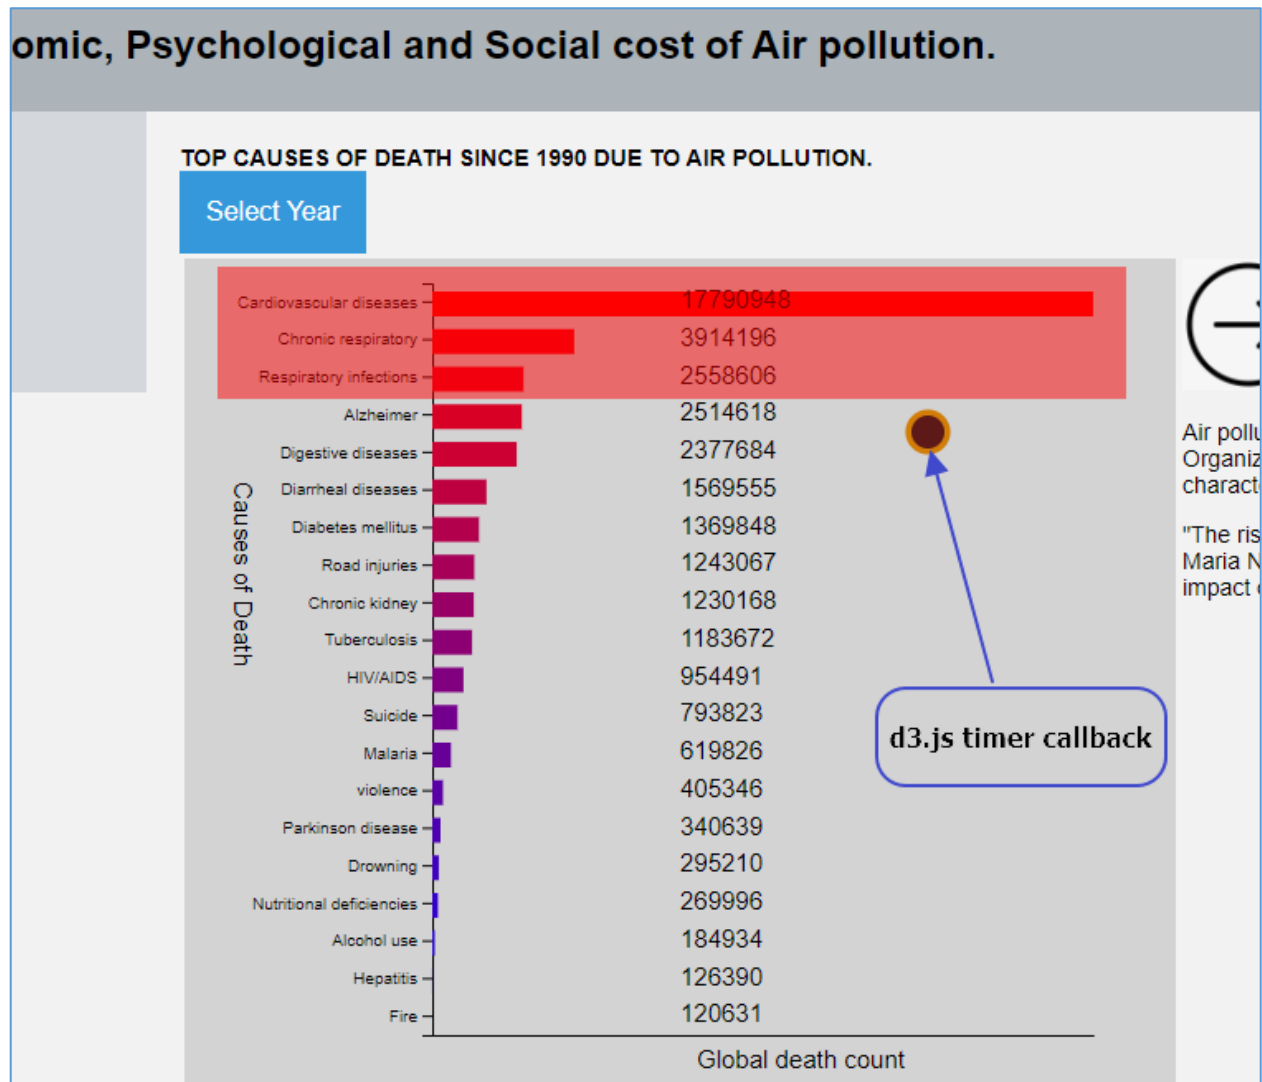 omic, Psychological and Social cost of Air pollution.
TOP CAUSES OF DEATH SINCE 1990 DUE TO AIR POLLUTION.
Select Year
Cardiovascular diseases 17790948
Chronic respiratory 3914196
Respiratory infections 2558606
Alzheimer 2514618
Digestive diseases 2377684
Diarrheal diseases 1569555
Diabetes mellitus 1369848
Road injuries 1243067
Chronic kidney 1230168
Tuberculosis 1183672
HIV/AIDS 954491
Suicide 793823
Malaria 619826
violence 405346
Parkinson disease 340639
Drowning 295210
Nutritional deficiencies 269996
Alcohol use 184934
Hepatitis 126390
Fire 120631
Causes of Death
Global death count
d3.js timer callback
Air pollu
Organiz
charact
"The ris
Maria N
impact